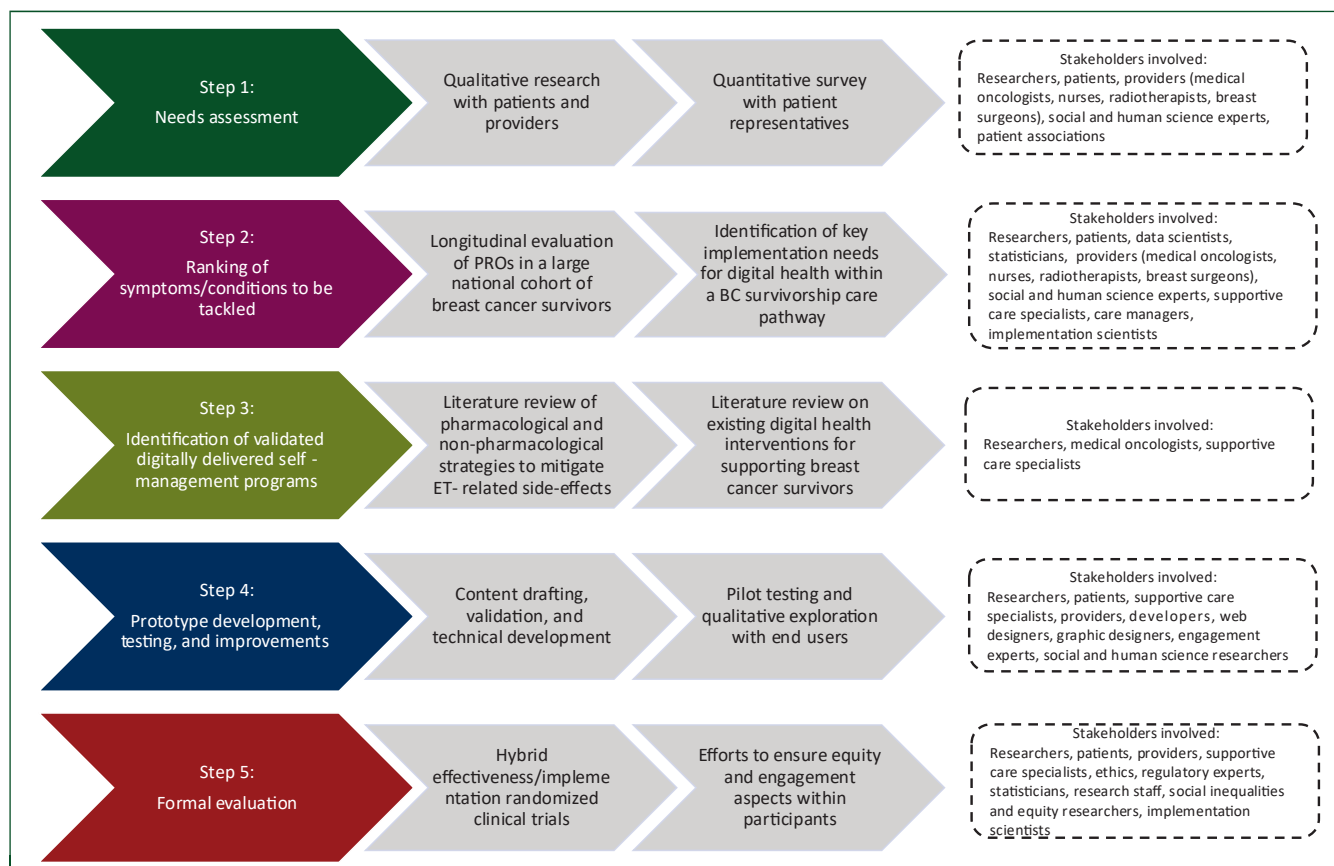 Step 1:
Needs assessment
Qualitative research
with patients and
providers
Quantitative survey
with patient
representatives
Stakeholders involved:
Researchers, patients, providers (medical
oncologists, nurses, radiotherapists, breast
surgeons), social and human science experts,
patient associations
Step 2:
Ranking of
symptoms/conditions to be
tackled
Longitudinal evaluation
of PROs in a large
national cohort of
breast cancer survivors
Identification of key
implementation needs
for digital health within
a BC survivorship care
pathway
Stakeholders involved:
Researchers, patients, data scientists,
statisticians, providers (medical oncologists,
nurses, radiotherapists, breast surgeons),
social and human science experts, supportive
care specialists, care managers,
implementation scientists
Step 3:
Identification of validated
digitally delivered self -
management programs
Literature review of
pharmacological and
non-pharmacological
strategies to mitigate
ET- related side-effects
Literature review on
existing digital health
interventions for
supporting breast
cancer survivors
Stakeholders involved:
Researchers, medical oncologists, supportive
care specialists
Step 4:
Prototype development,
testing, and improvements
Content drafting,
validation, and
technical development
Pilot testing and
qualitative exploration
with end users
Stakeholders involved:
Researchers, patients, supportive care
specialists, providers, developers, web
designers, graphic designers, engagement
experts, social and human science researchers
Step 5:
Formal evaluation
Hybrid
effectiveness/impleme
ntation randomized
clinical trials
Efforts to ensure equity
and engagement
aspects within
participants
Stakeholders involved:
Researchers, patients, providers, supportive
care specialists, ethics, regulatory experts,
statisticians, research staff, social inequalities
and equity researchers, implementation
scientists